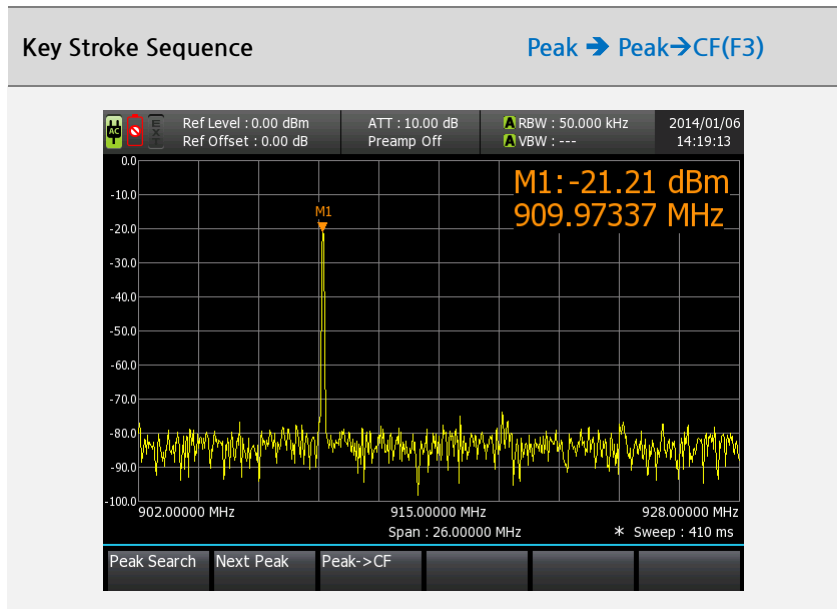 Key Stroke Sequence
Peak → Peak→CF(F3)
AC
EXT
Ref Level : 0.00 dBm
Ref Offset : 0.00 dB
ATT : 10.00 dB
Preamp Off
A RBW : 50.000 kHz
A VBW : ---
2014/01/06
14:19:13
M1:-21.21 dBm
909.97337 MHz
M1
0.0
-10.0
-20.0
-30.0
-40.0
-50.0
-60.0
-70.0
-80.0
-90.0
-100.0
902.00000 MHz
915.00000 MHz
928.00000 MHz
Span : 26.00000 MHz
* Sweep : 410 ms
Peak Search
Next Peak
Peak->CF